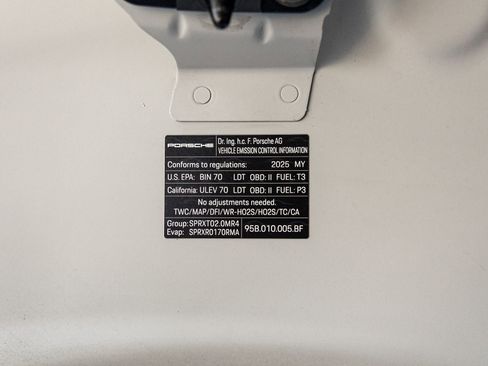 PORSCHE
Dr. Ing. h.c. F. Porsche AG
VEHICLE EMISSION CONTROL INFORMATION
Conforms to regulations: 2025 MY
U.S. EPA: BIN 70 LDT OBD: II FUEL: T3
California: ULEV 70 LDT OBD: II FUEL: P3
No adjustments needed.
TWC/MAP/DFI/WR-HO2S/HO2S/TC/CA
Group: SPRXT02.0MR4
Evap: SPRXR0170RMA
95B.010.005.BF